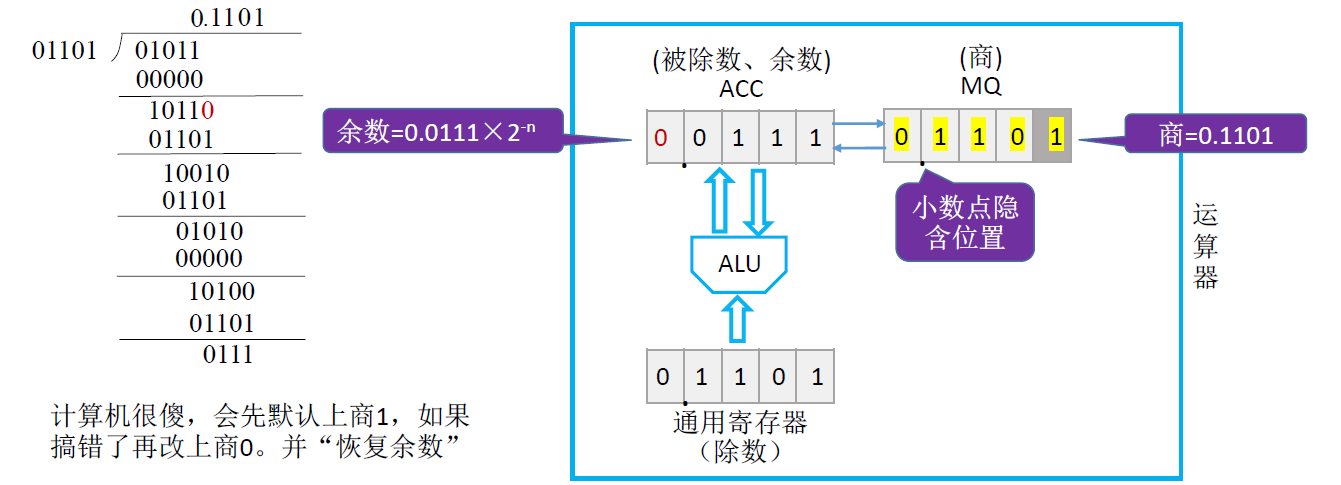 0.1101
01101
01011
00000
10110
01101
10010
01101
01010
00000
10100
01101
0111
计算机很傻，会先默认上商1，如果
搞错了再改上商0。并“恢复余数”
余数=0.0111×2-n
(被除数、余数)
ACC
0 0 1 1 1
(商)
MQ
0 1 1 0 1
商=0.1101
小数点隐
含位置
ALU
0 1 1 0 1
通用寄存器
（除数）
运
算
器